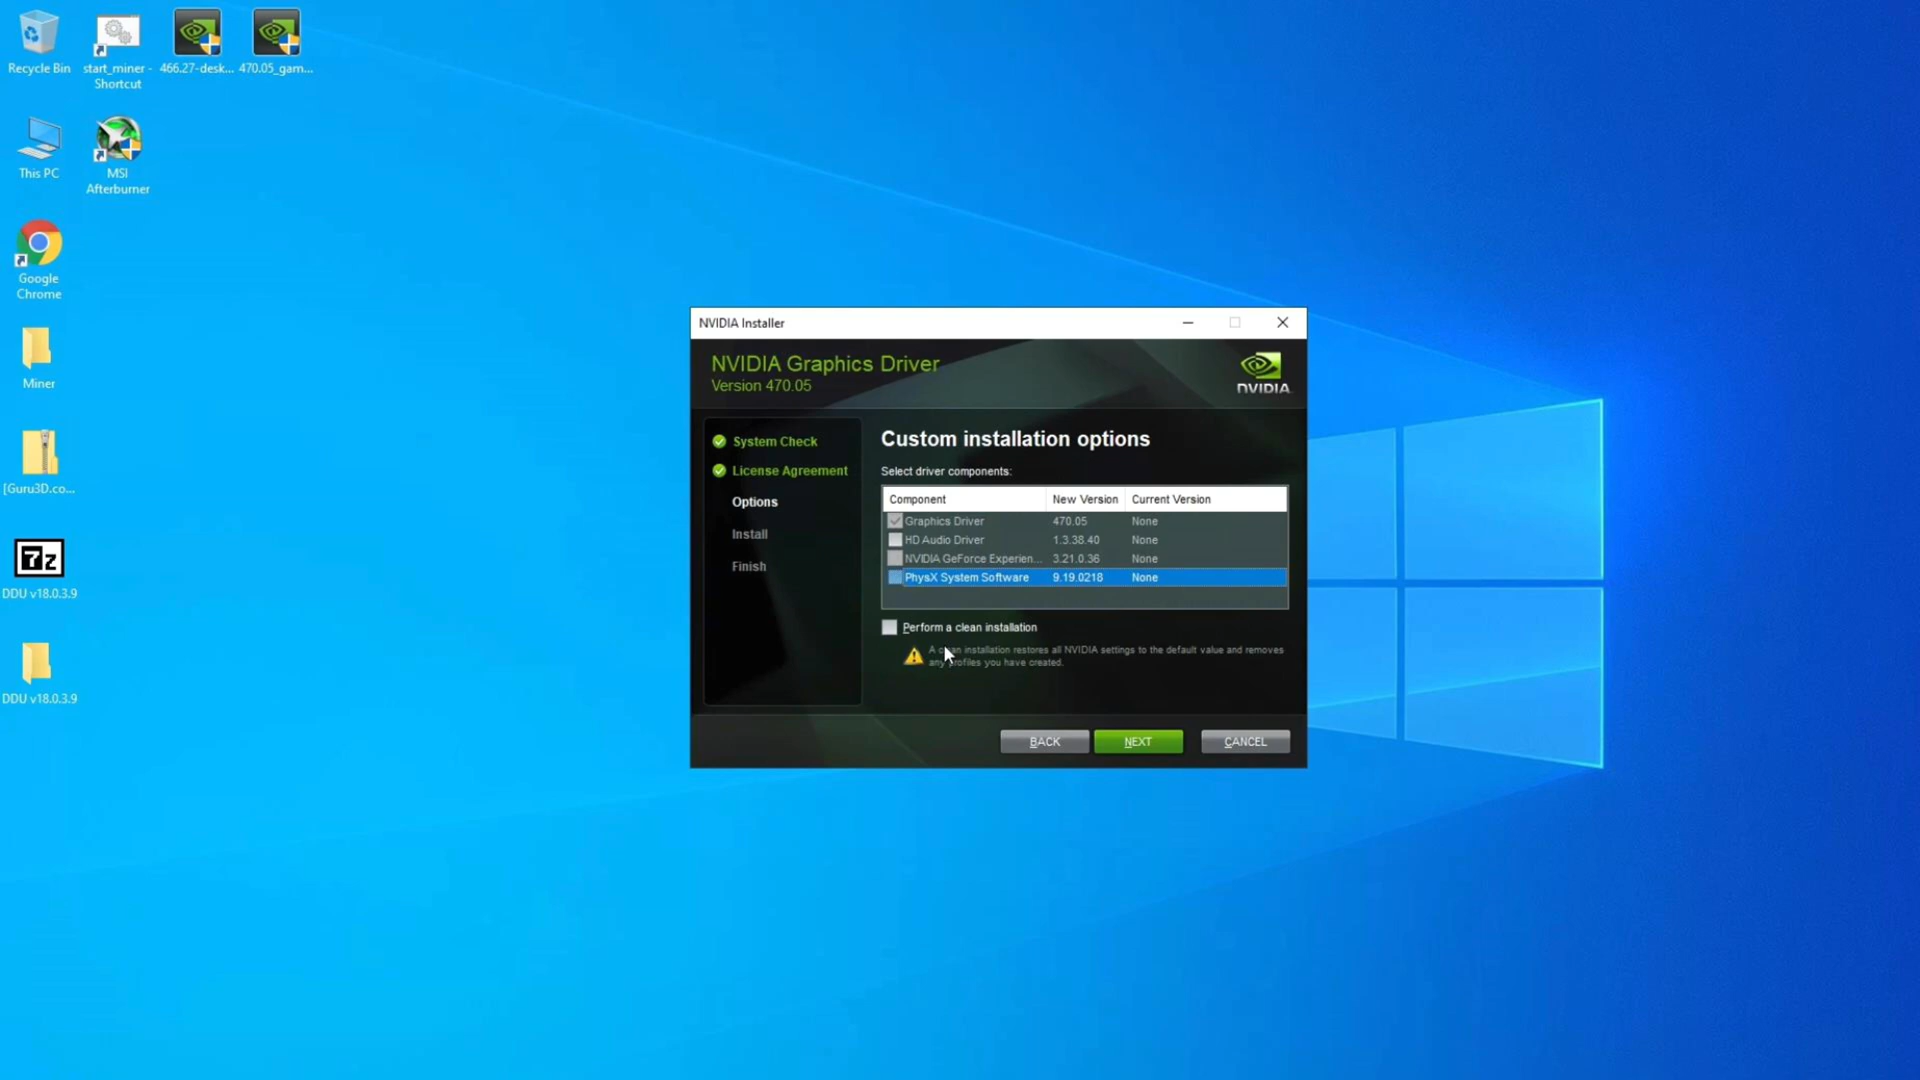 Recycle Bin
start_miner -
Shortcut
466.27-desk...
470.05_gam...
This PC
MSI
Afterburner
Google
Chrome
Miner
[Guru3D.co...
7z
DDU v18.0.3.9
DDU v18.0.3.9
NVIDIA Installer
NVIDIA Graphics Driver
Version 470.05
NVIDIA.
System Check
License Agreement
Options
Install
Finish
Custom installation options
Select driver components:
Component New Version Current Version
Graphics Driver 470.05 None
HD Audio Driver 1.3.38.40 None
NVIDIA GeForce Experien... 3.21.0.36 None
PhysX System Software 9.19.0218 None
Perform a clean installation
A clean installation restores all NVIDIA settings to the default value and removes
any profiles you have created.
BACK NEXT CANCEL